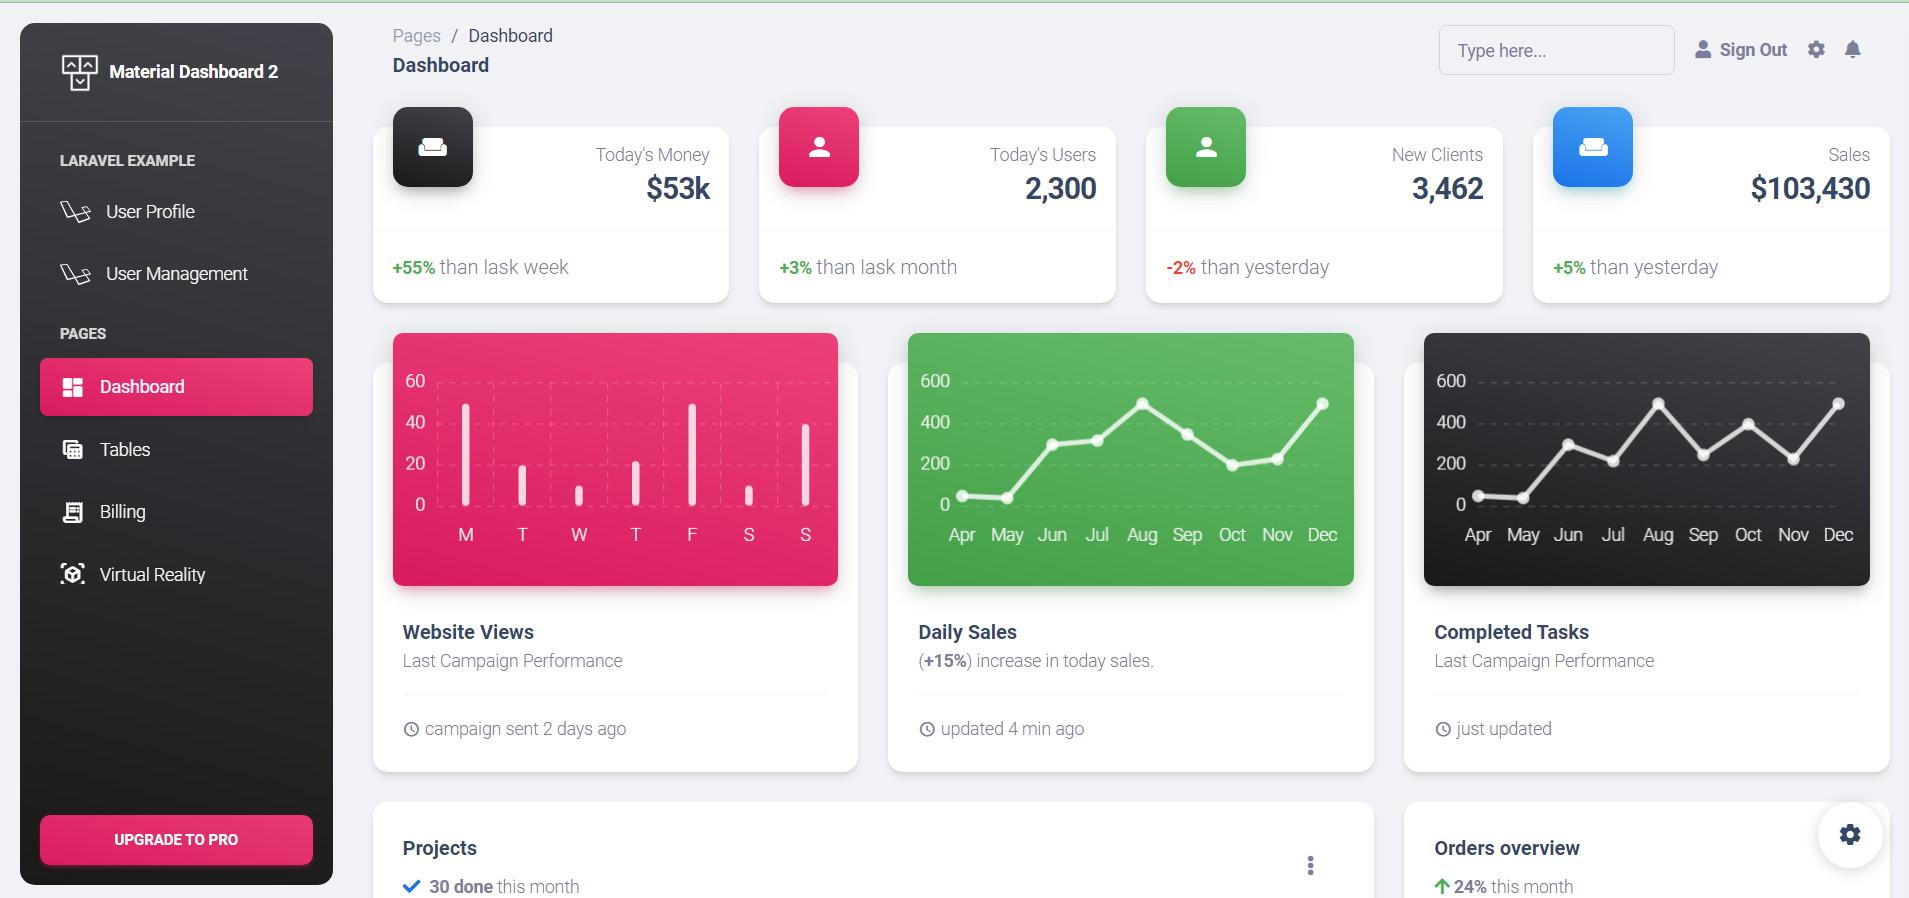 Material Dashboard 2
LARAVEL EXAMPLE
User Profile
User Management
PAGES
Dashboard
Tables
Billing
Virtual Reality
UPGRADE TO PRO
Pages / Dashboard
Dashboard
Type here...
Sign Out
Today's Money
$53k
+55% than lask week
Today's Users
2,300
+3% than lask month
New Clients
3,462
-2% than yesterday
Sales
$103,430
+5% than yesterday
60
40
20
0
M T W T F S S
Website Views
Last Campaign Performance
campaign sent 2 days ago
600
400
200
0
Apr May Jun Jul Aug Sep Oct Nov Dec
Daily Sales
(+15%) increase in today sales.
updated 4 min ago
600
400
200
0
Apr May Jun Jul Aug Sep Oct Nov Dec
Completed Tasks
Last Campaign Performance
just updated
Projects
30 done this month
Orders overview
24% this month